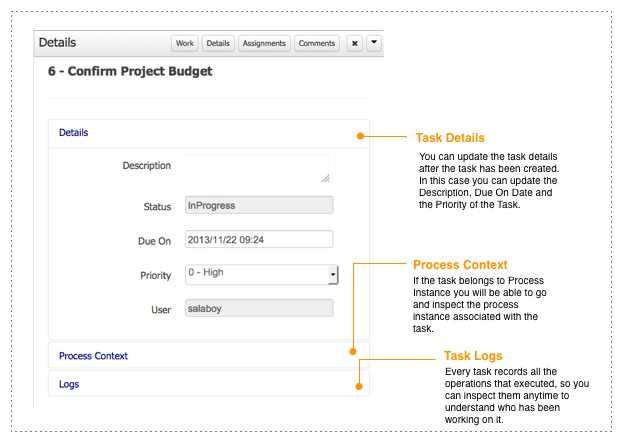 Details
Work
Details
Assignments
Comments
6 - Confirm Project Budget
Details
Description
Status
InProgress
Due On
2013/11/22 09:24
Priority
0 - High
User
salaboy
Process Context
Logs
Task Details
You can update the task details
after the task has been created.
In this case you can update the
Description, Due On Date and
the Priority of the Task.
Process Context
If the task belongs to Process
Instance you will be able to go
and inspect the process
instance associated with the
task.
Task Logs
Every task records all the
operations that executed, so you
can inspect them anytime to
understand who has been
working on it.